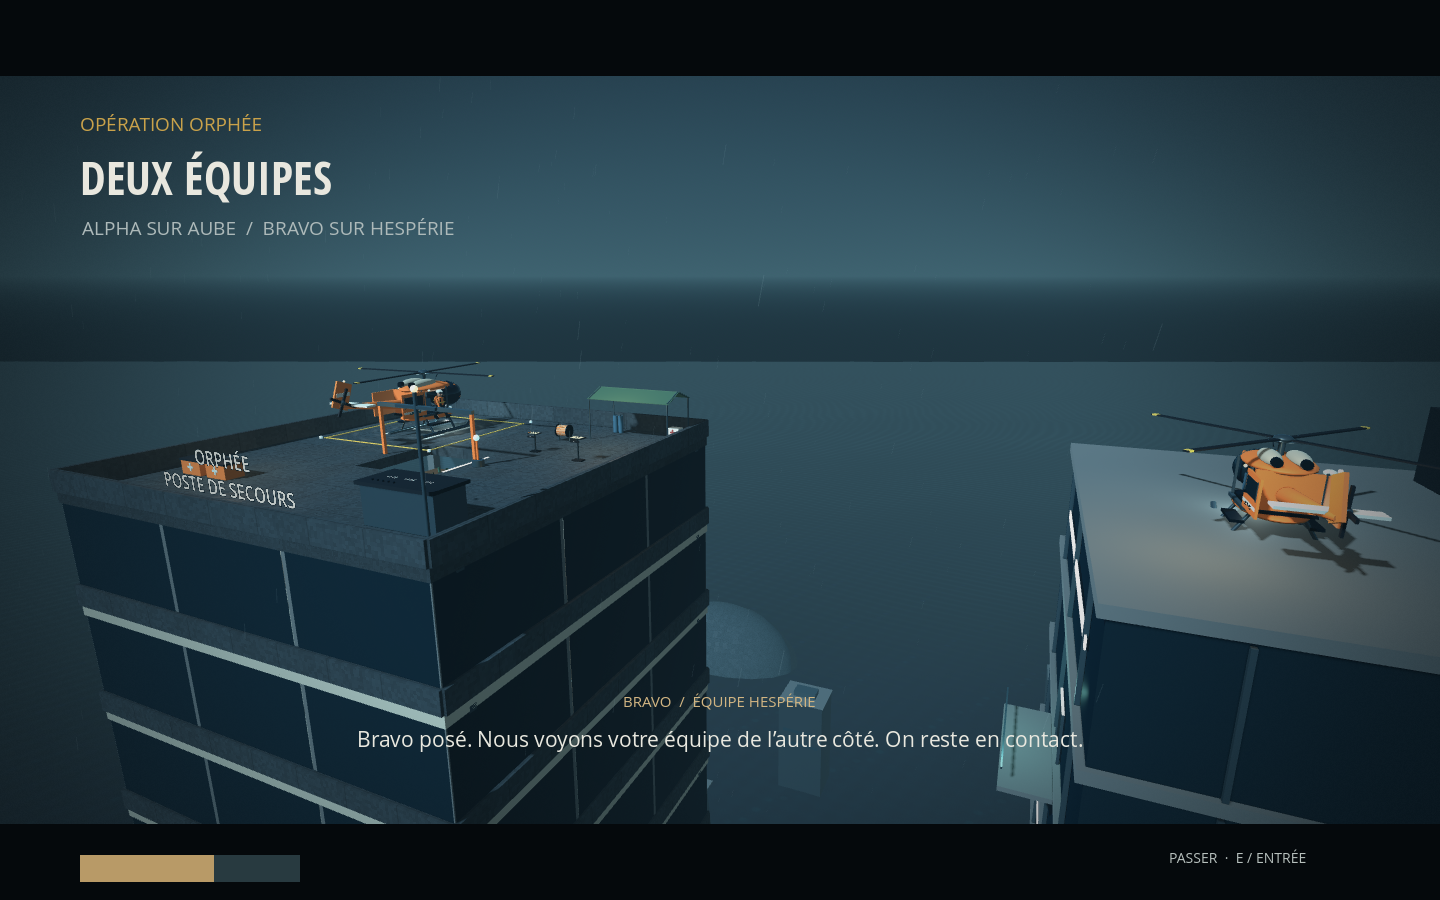 OPÉRATION ORPHÉE
DEUX ÉQUIPES
ALPHA SUR AUBE / BRAVO SUR HESPÉRIE
ORPHÉE
POSTE DE SECOURS
BRAVO / ÉQUIPE HESPÉRIE
Bravo posé. Nous voyons votre équipe de l’autre côté. On reste en contact.
PASSER · E / ENTRÉE